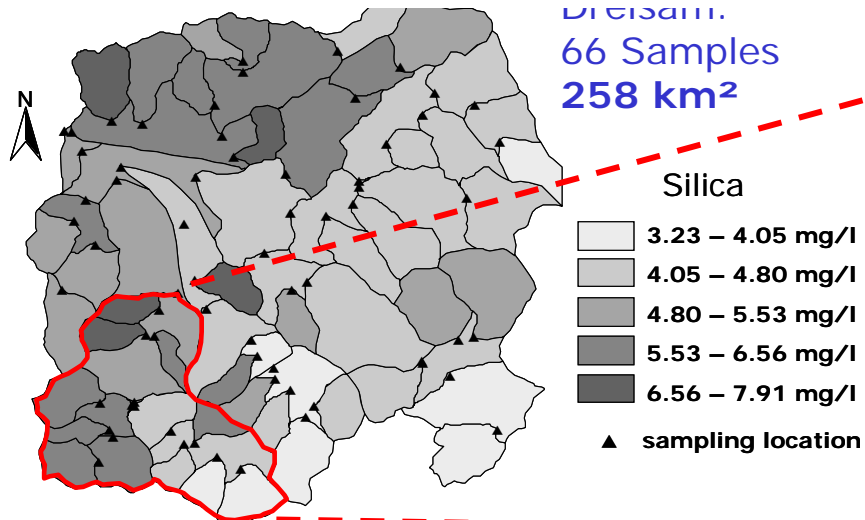 Dreisam:
66 Samples
258 km²
N
Silica
3.23 – 4.05 mg/l
4.05 – 4.80 mg/l
4.80 – 5.53 mg/l
5.53 – 6.56 mg/l
6.56 – 7.91 mg/l
sampling location